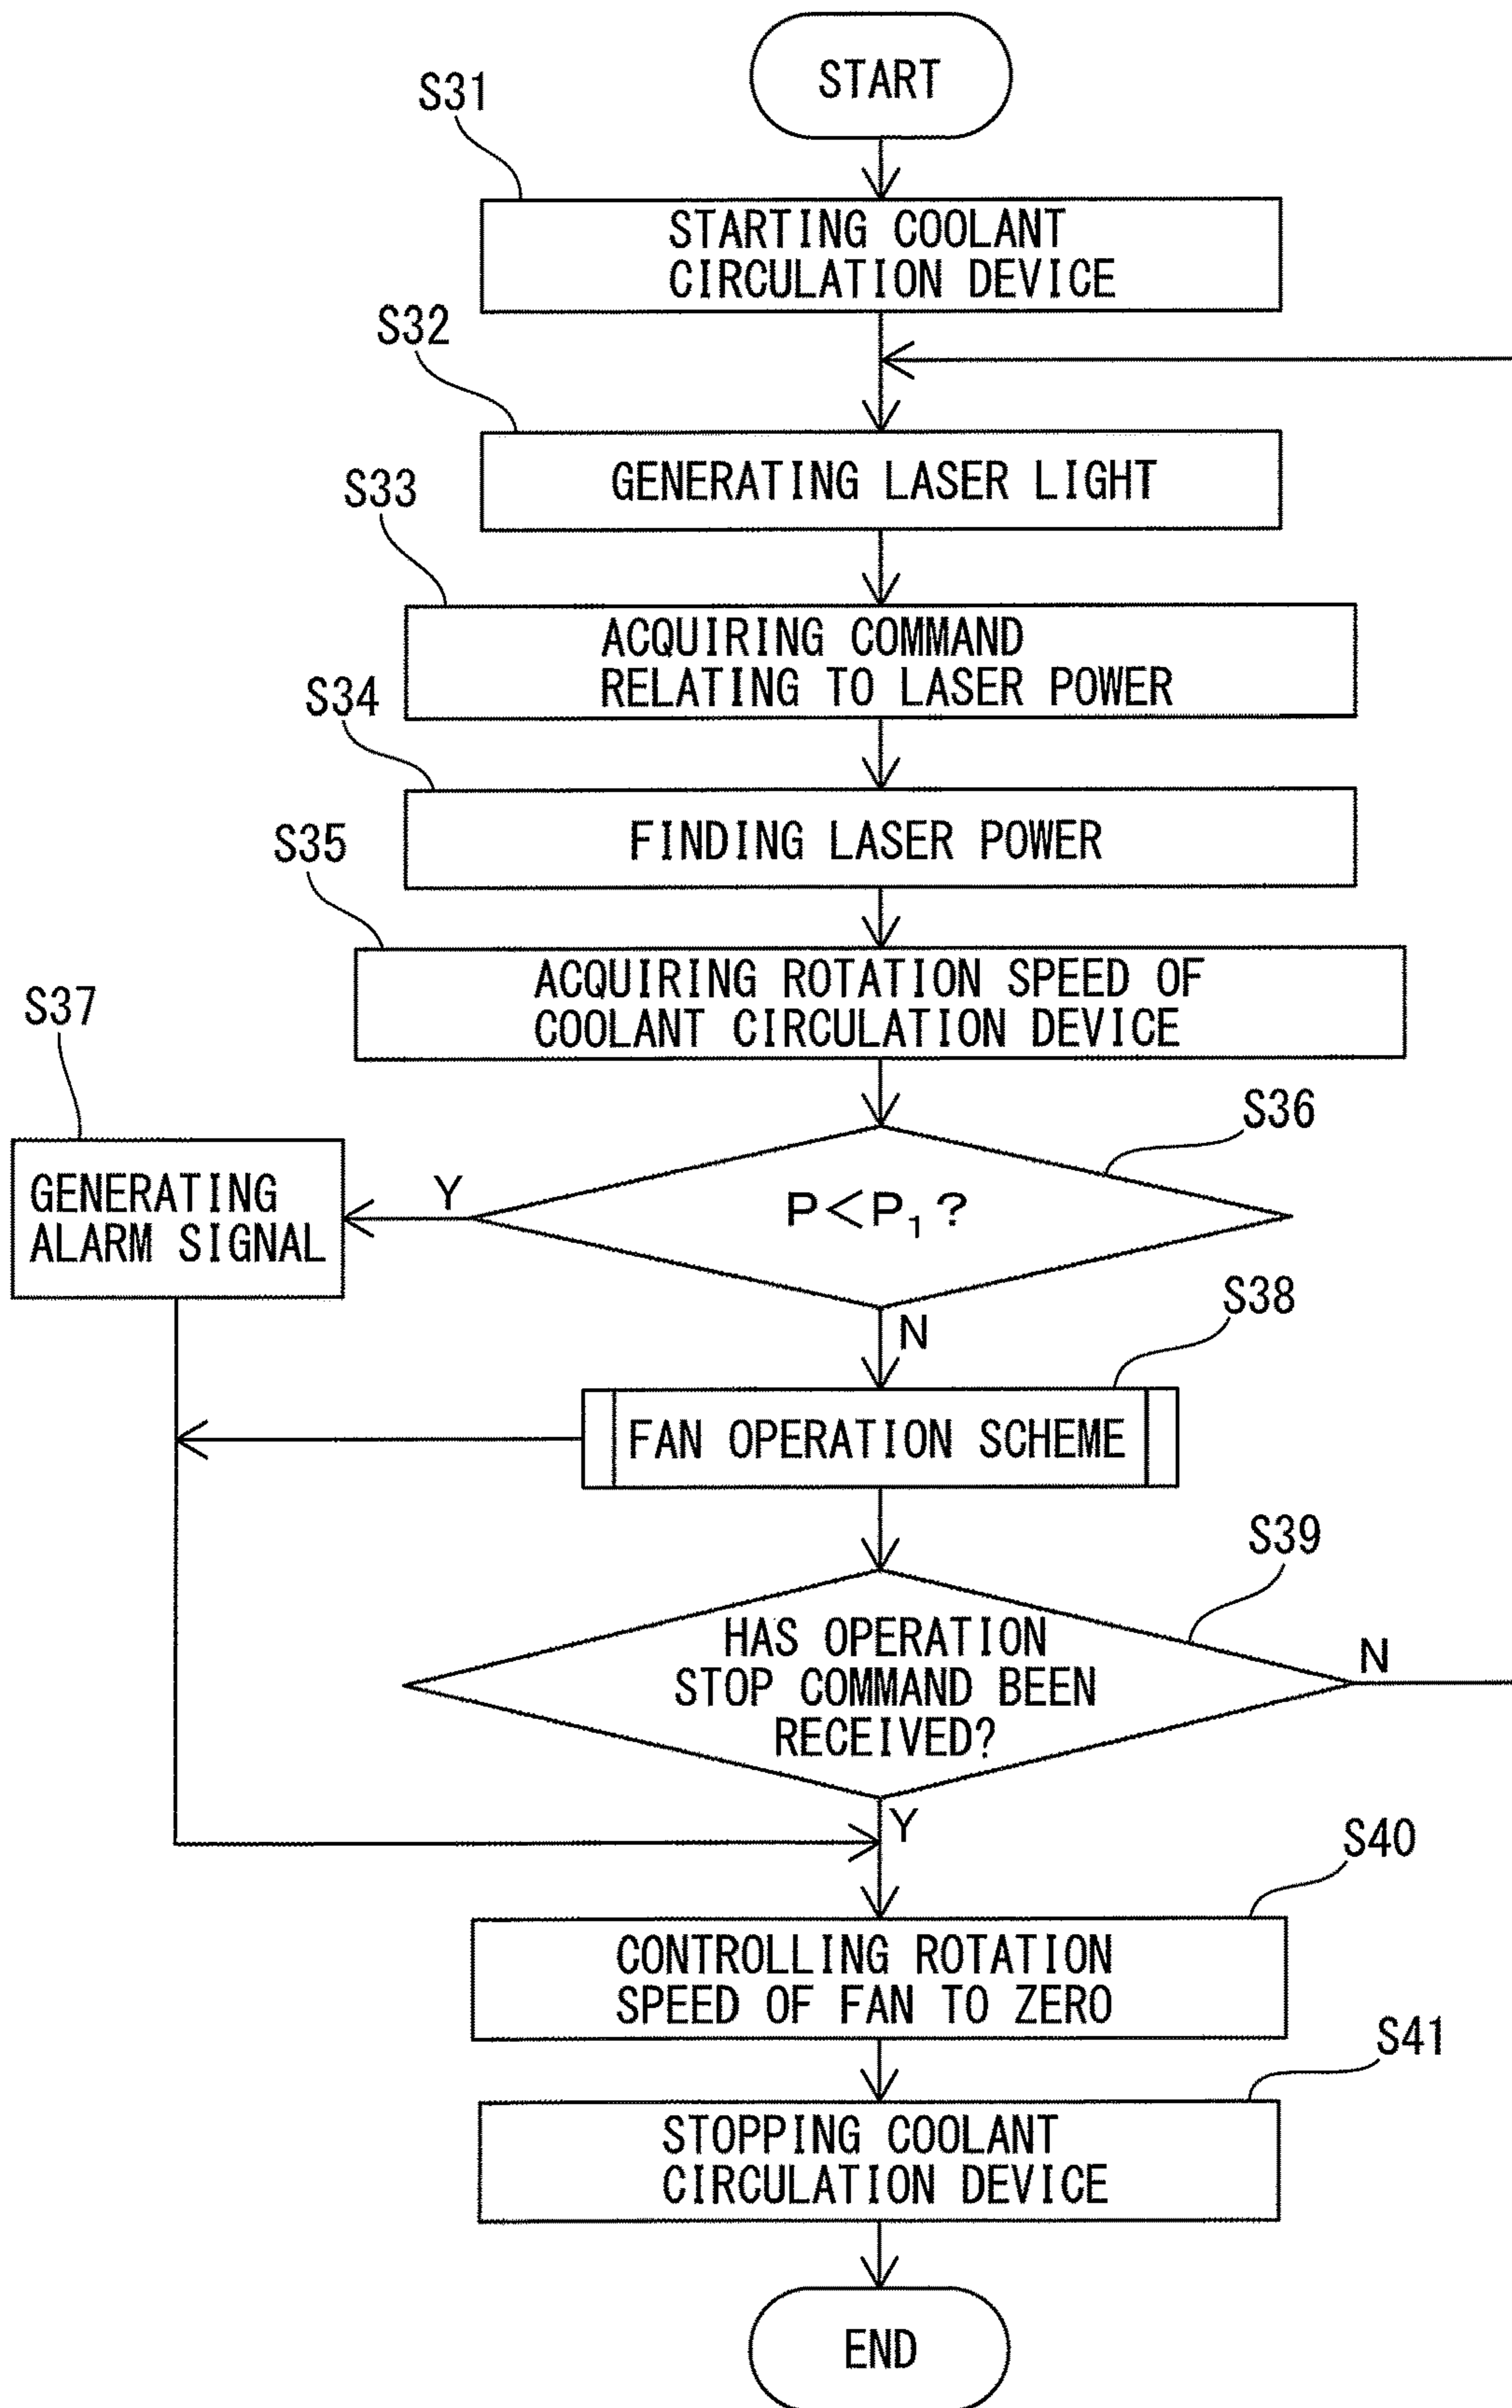 START
S31
STARTING COOLANT
CIRCULATION DEVICE
S32
GENERATING LASER LIGHT
S33
ACQUIRING COMMAND
RELATING TO LASER POWER
S34
FINDING LASER POWER
S35
ACQUIRING ROTATION SPEED OF
COOLANT CIRCULATION DEVICE
S36
P<P₁?
Y
S37
GENERATING
ALARM SIGNAL
N
S38
FAN OPERATION SCHEME
S39
HAS OPERATION
STOP COMMAND BEEN
RECEIVED?
N
Y
S40
CONTROLLING ROTATION
SPEED OF FAN TO ZERO
S41
STOPPING COOLANT
CIRCULATION DEVICE
END